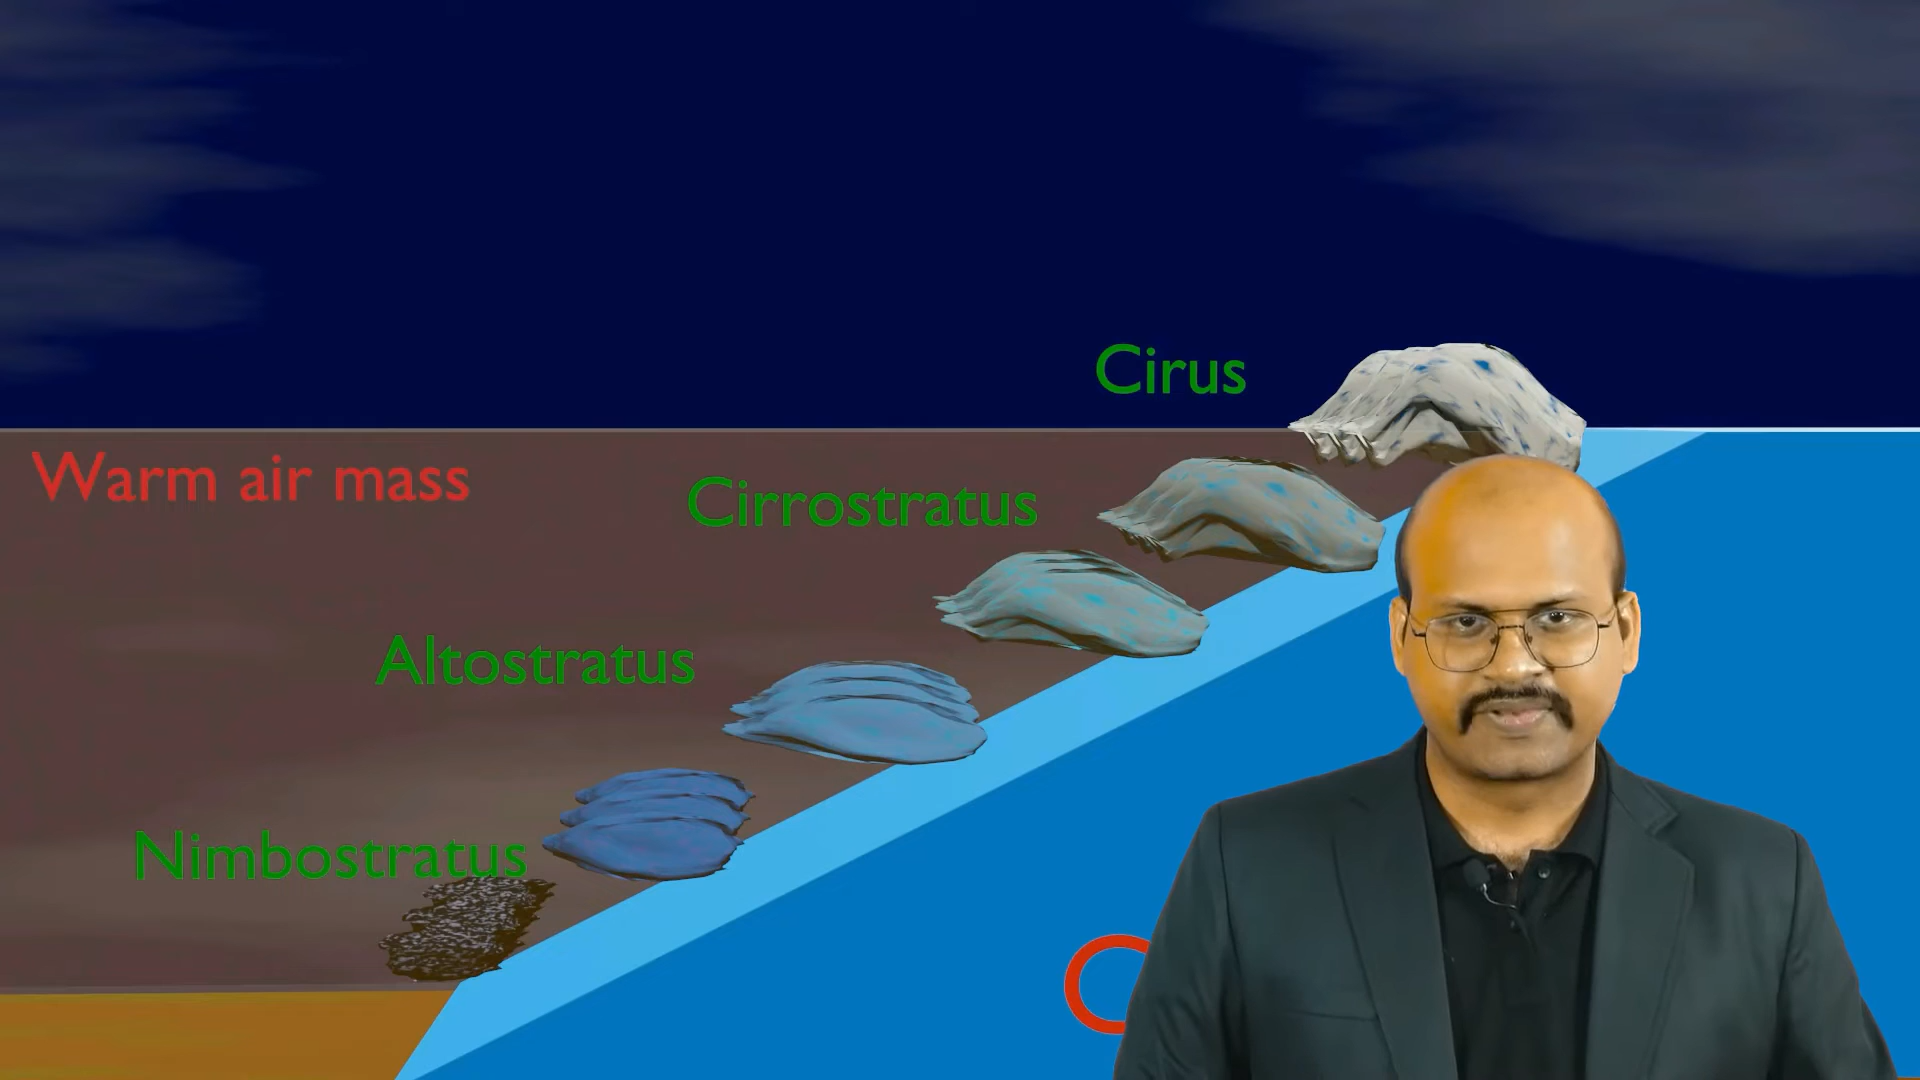 Cirus
Warm air mass
Cirrostratus
Altostratus
Nimbostratus
C